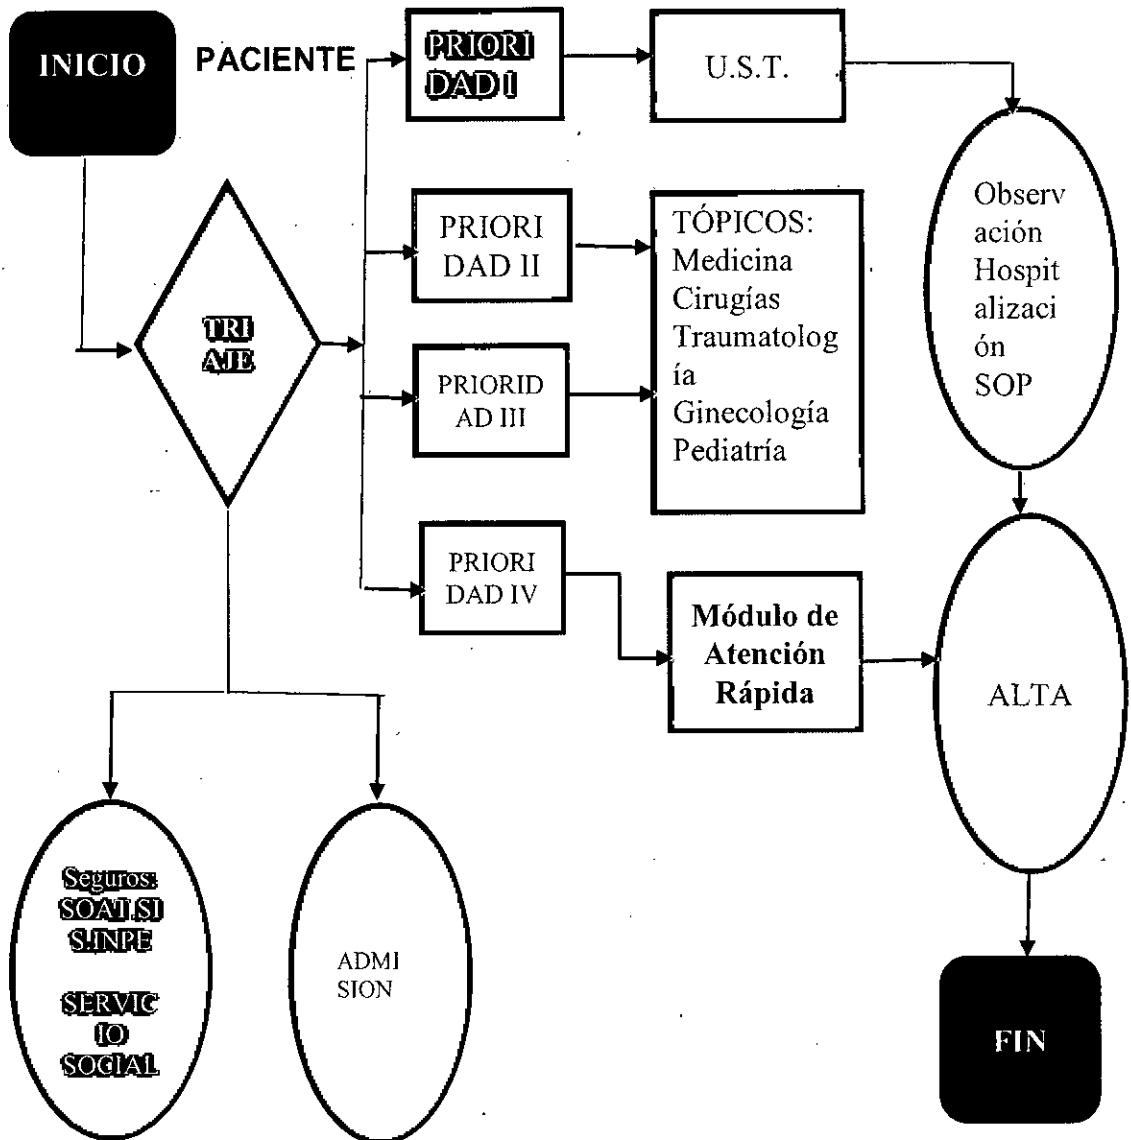 INICIO
PACIENTE
PRIORI
DAD I
U.S.T.
Observ
ación
Hospit
alizaci
ón
SOP
PRIORI
DAD II
TÓPICOS:
Medicina
Cirugías
Traumatolog
ía
Ginecología
Pediatría
TRI
AJE
PRIORID
AD III
PRIORI
DAD IV
Módulo de
Atención
Rápida
ALTA
Seguros:
SOAT.SI
S.INPE
SERVIC
IO
SOCIAL
ADMI
SION
FIN